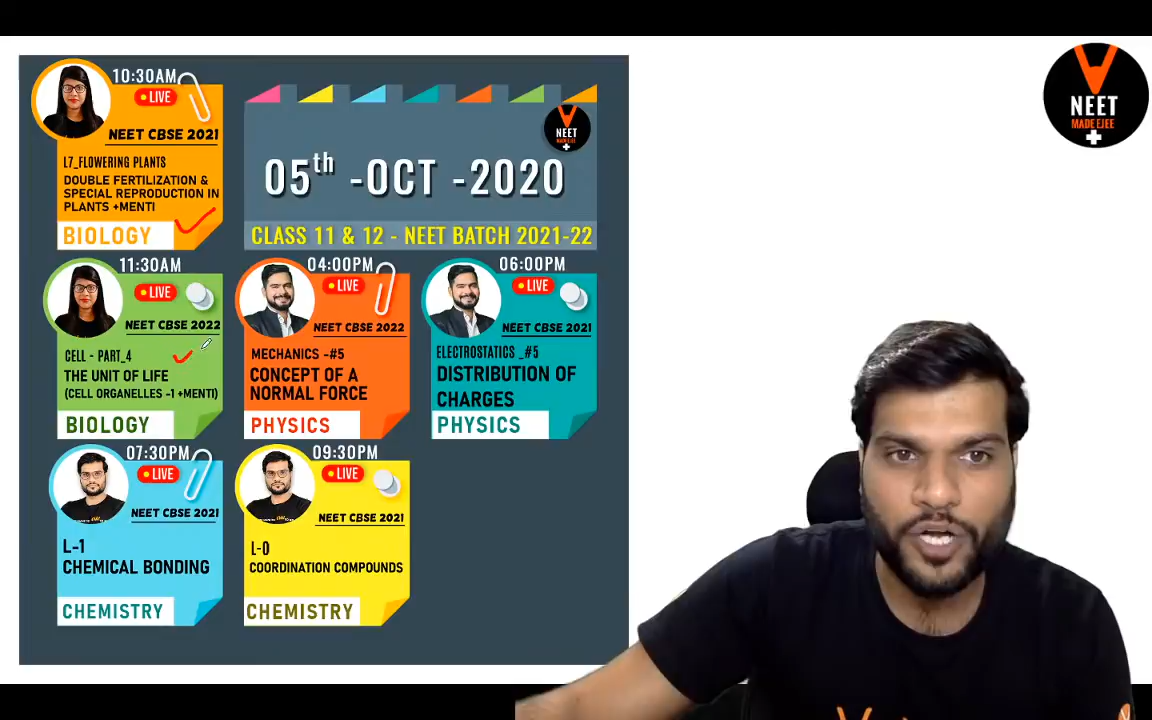 10:30AM
LIVE
NEET CBSE 2021
L7_FLOWERING PLANTS
DOUBLE FERTILIZATION &
SPECIAL REPRODUCTION IN
PLANTS +MENTI
BIOLOGY
NEET
05th -OCT -2020
CLASS 11 & 12 - NEET BATCH 2021-22
NEET
MADE EJEE
11:30AM
LIVE
NEET CBSE 2022
CELL - PART_4
THE UNIT OF LIFE
(CELL ORGANELLES -1 +MENTI)
BIOLOGY
04:00PM
LIVE
NEET CBSE 2022
MECHANICS -#5
CONCEPT OF A
NORMAL FORCE
PHYSICS
06:00PM
LIVE
NEET CBSE 2021
ELECTROSTATICS _#5
DISTRIBUTION OF
CHARGES
PHYSICS
07:30PM
LIVE
NEET CBSE 2021
L-1
CHEMICAL BONDING
CHEMISTRY
09:30PM
LIVE
NEET CBSE 2021
L-0
COORDINATION COMPOUNDS
CHEMISTRY